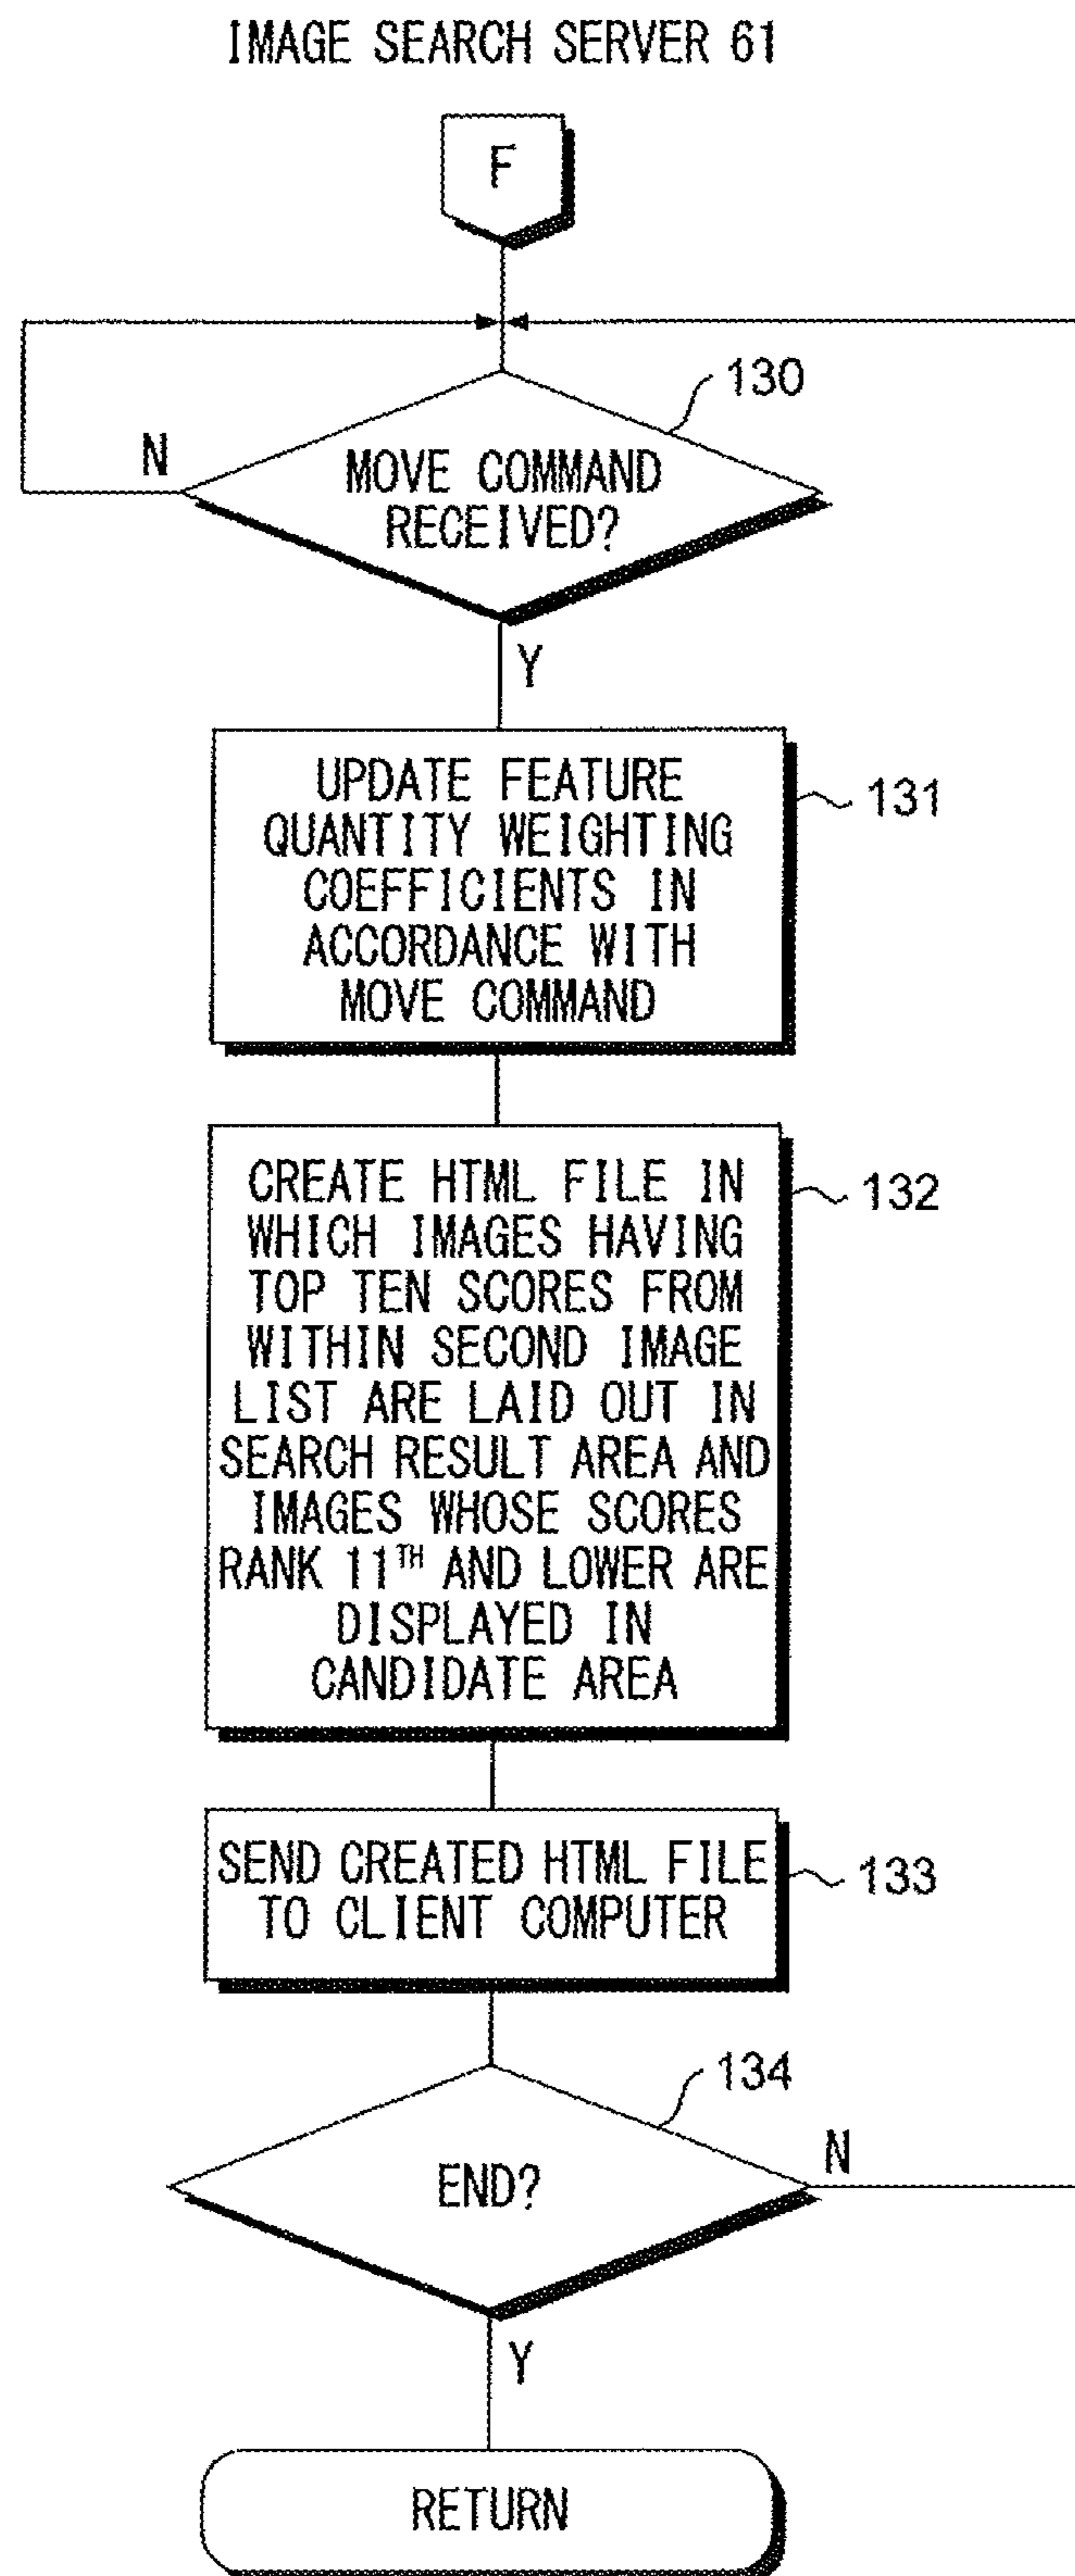 IMAGE SEARCH SERVER 61
F
130
N
MOVE COMMAND
RECEIVED?
Y
UPDATE FEATURE
QUANTITY WEIGHTING
COEFFICIENTS IN
ACCORDANCE WITH
MOVE COMMAND
131
CREATE HTML FILE IN
WHICH IMAGES HAVING
TOP TEN SCORES FROM
WITHIN SECOND IMAGE
LIST ARE LAID OUT IN
SEARCH RESULT AREA AND
IMAGES WHOSE SCORES
RANK 11TH AND LOWER ARE
DISPLAYED IN
CANDIDATE AREA
132
SEND CREATED HTML FILE
TO CLIENT COMPUTER
133
134
END?
N
Y
RETURN